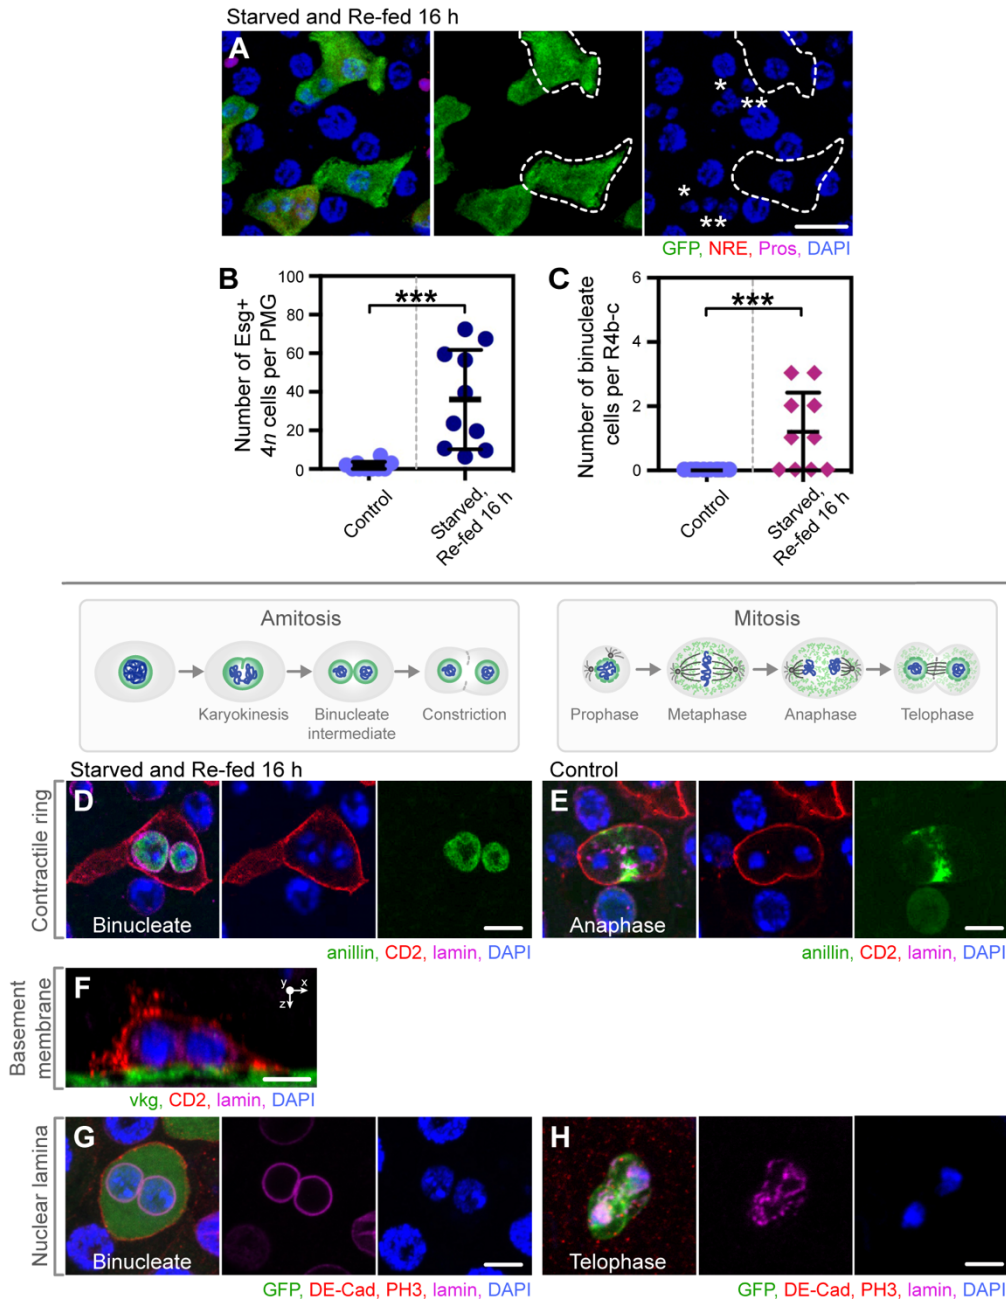 Starved and Re-fed 16 h
A
*
**
*
**
GFP, NRE, Pros, DAPI
B
Number of Esg+
4n cells per PMG
100
80
60
40
20
0
***
Control
Starved,
Re-fed 16 h
C
Number of binucleate
cells per R4b-c
6
4
2
0
***
Control
Starved,
Re-fed 16 h
Amitosis
Karyokinesis
Binucleate
intermediate
Constriction
Mitosis
Prophase
Metaphase
Anaphase
Telophase
Starved and Re-fed 16 h
Control
Contractile ring
D
Binucleate
anillin, CD2, lamin, DAPI
E
Anaphase
anillin, CD2, lamin, DAPI
Basement
membrane
F
y
x
z
vkg, CD2, lamin, DAPI
Nuclear lamina
G
Binucleate
GFP, DE-Cad, PH3, lamin, DAPI
H
Telophase
GFP, DE-Cad, PH3, lamin, DAPI